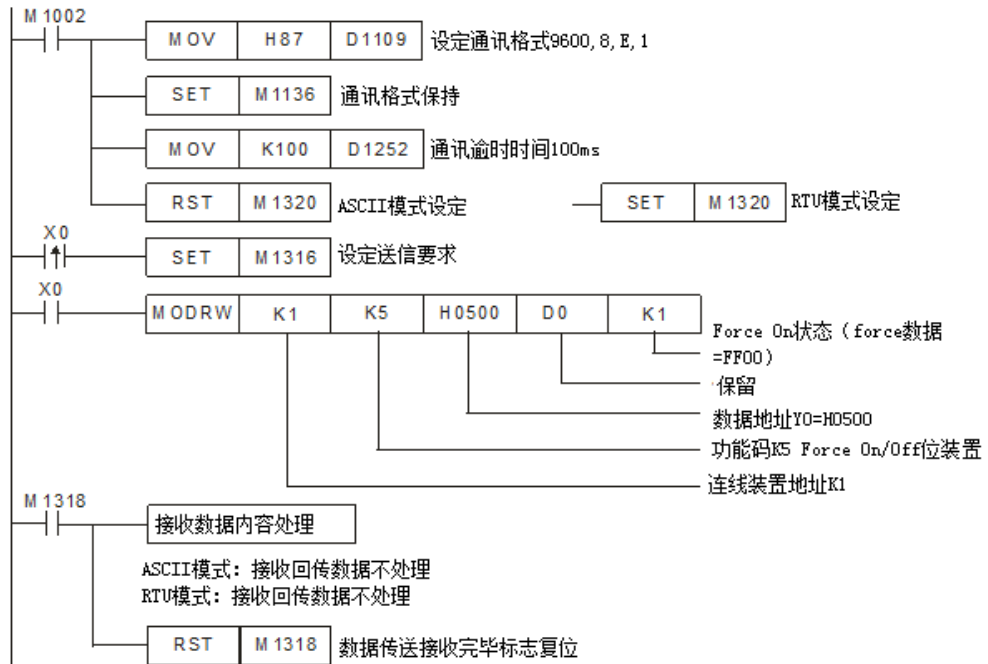 M1002
MOV H87 D1109 设定通讯格式9600,8,E,1
SET M1136 通讯格式保持
MOV K100 D1252 通讯逾时时间100ms
RST M1320 ASCII模式设定 SET M1320 RTU模式设定
X0
SET M1316 设定送信要求
X0
MODRW K1 K5 H0500 D0 K1
Force On状态（force数据
=FF00）
保留
数据地址Y0=H0500
功能码K5 Force On/Off位装置
连线装置地址K1
M1318
接收数据内容处理
ASCII模式：接收回传数据不处理
RTU模式：接收回传数据不处理
RST M1318 数据传送接收完毕标志复位